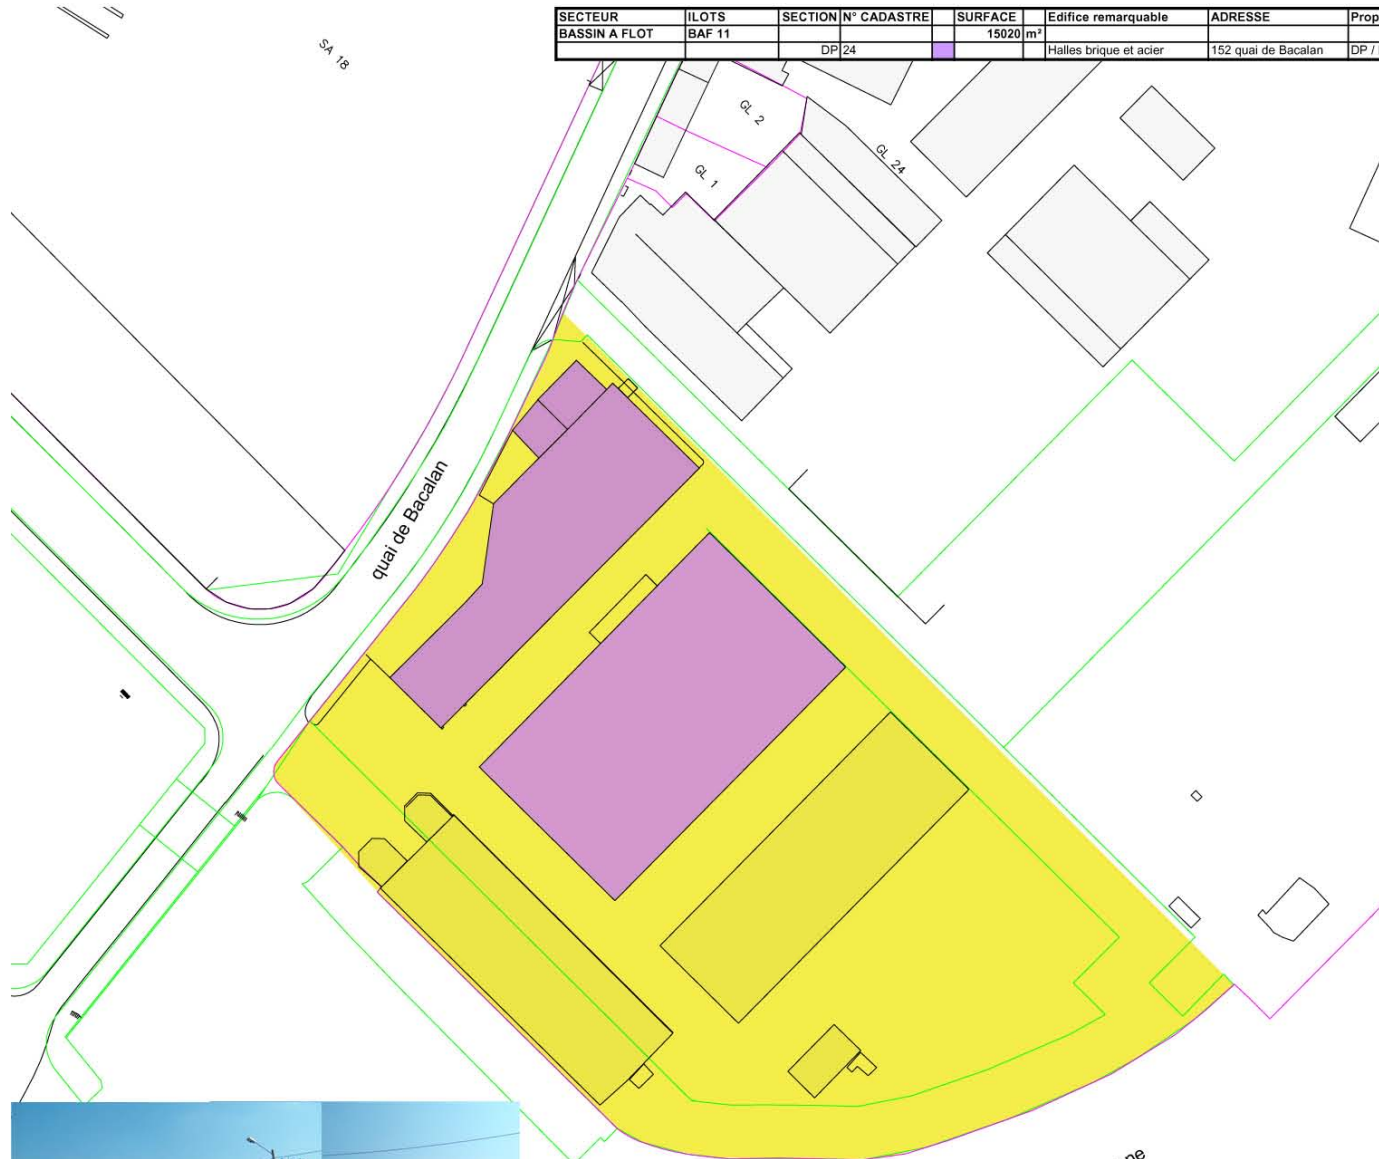 SECTEUR ILOTS SECTION N° CADASTRE SURFACE Edifice remarquable ADRESSE Prop
BASSIN A FLOT BAF 11 15020 m²
DP 24 Halles brique et acier 152 quai de Bacalan DP /
SA 18
GL 2
GL 24
GL 1
quai de Bacalan
ne